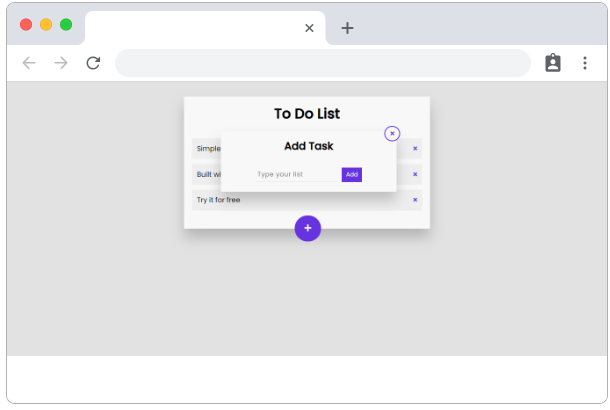 To Do List
Add Task
Simple
Type your list
Add
Built wi
Try it for free